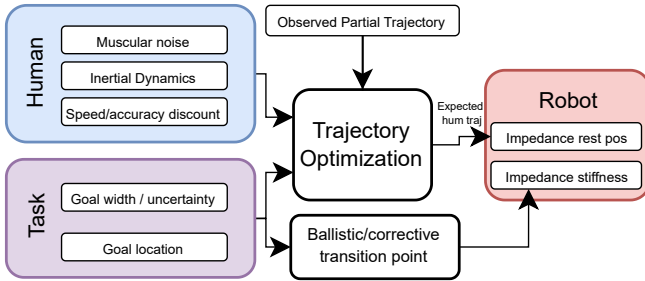 Observed Partial Trajectory
Human
Muscular noise
Inertial Dynamics
Speed/accuracy discount
Trajectory
Optimization
Expected
hum traj
Robot
Impedance rest pos
Impedance stiffness
Task
Goal width / uncertainty
Goal location
Ballistic/corrective
transition point